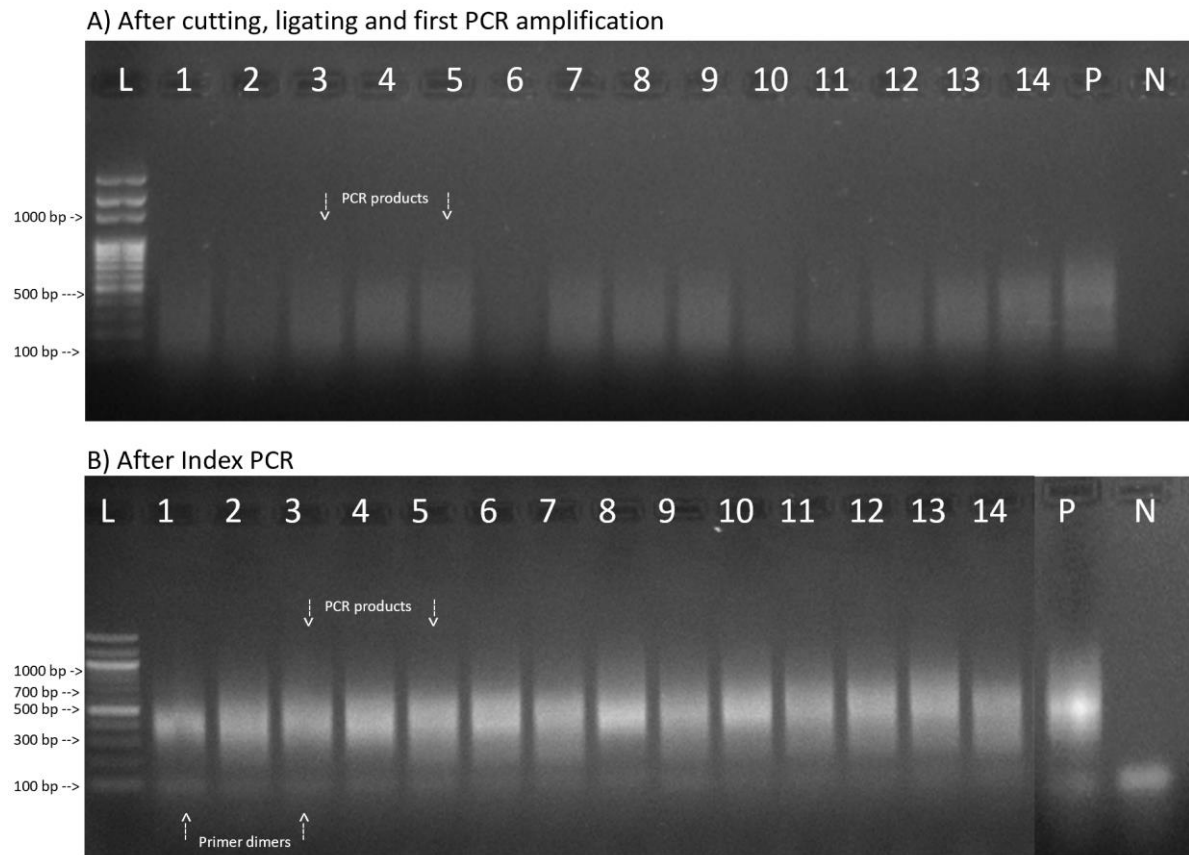 A) After cutting, ligating and first PCR amplification
L 1 2 3 4 5 6 7 8 9 10 11 12 13 14 P N
PCR products
1000 bp ->
500 bp --->
100 bp -->
B) After Index PCR
L 1 2 3 4 5 6 7 8 9 10 11 12 13 14 P N
PCR products
1000 bp ->
700 bp -->
500 bp -->
300 bp -->
100 bp -->
Primer dimers